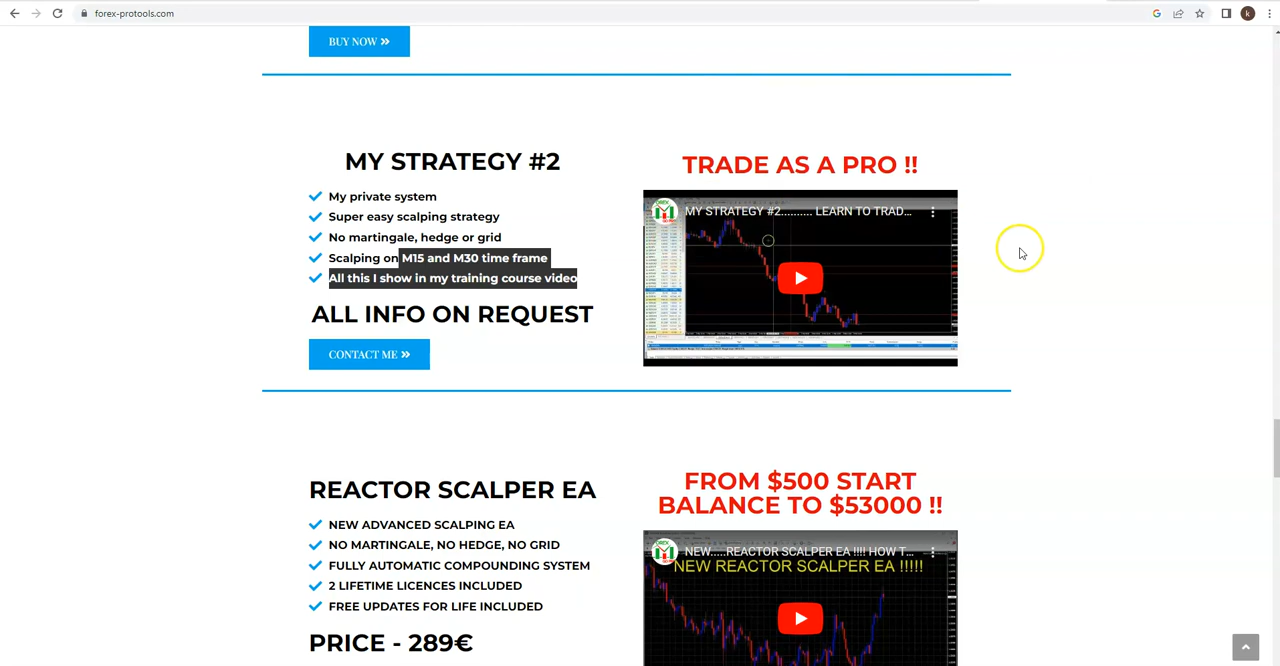 forex-protools.com
BUY NOW »
MY STRATEGY #2
My private system
Super easy scalping strategy
No martingale, hedge or grid
Scalping on M15 and M30 time frame
All this I show in my training course video
ALL INFO ON REQUEST
CONTACT ME »
TRADE AS A PRO !!
MY STRATEGY #2.......... LEARN TO TRAD...
REACTOR SCALPER EA
NEW ADVANCED SCALPING EA
NO MARTINGALE, NO HEDGE, NO GRID
FULLY AUTOMATIC COMPOUNDING SYSTEM
2 LIFETIME LICENCES INCLUDED
FREE UPDATES FOR LIFE INCLUDED
PRICE - 289€
FROM $500 START
BALANCE TO $53000 !!
NEW.....REACTOR SCALPER EA !!!! HOW T...
NEW REACTOR SCALPER EA !!!!!